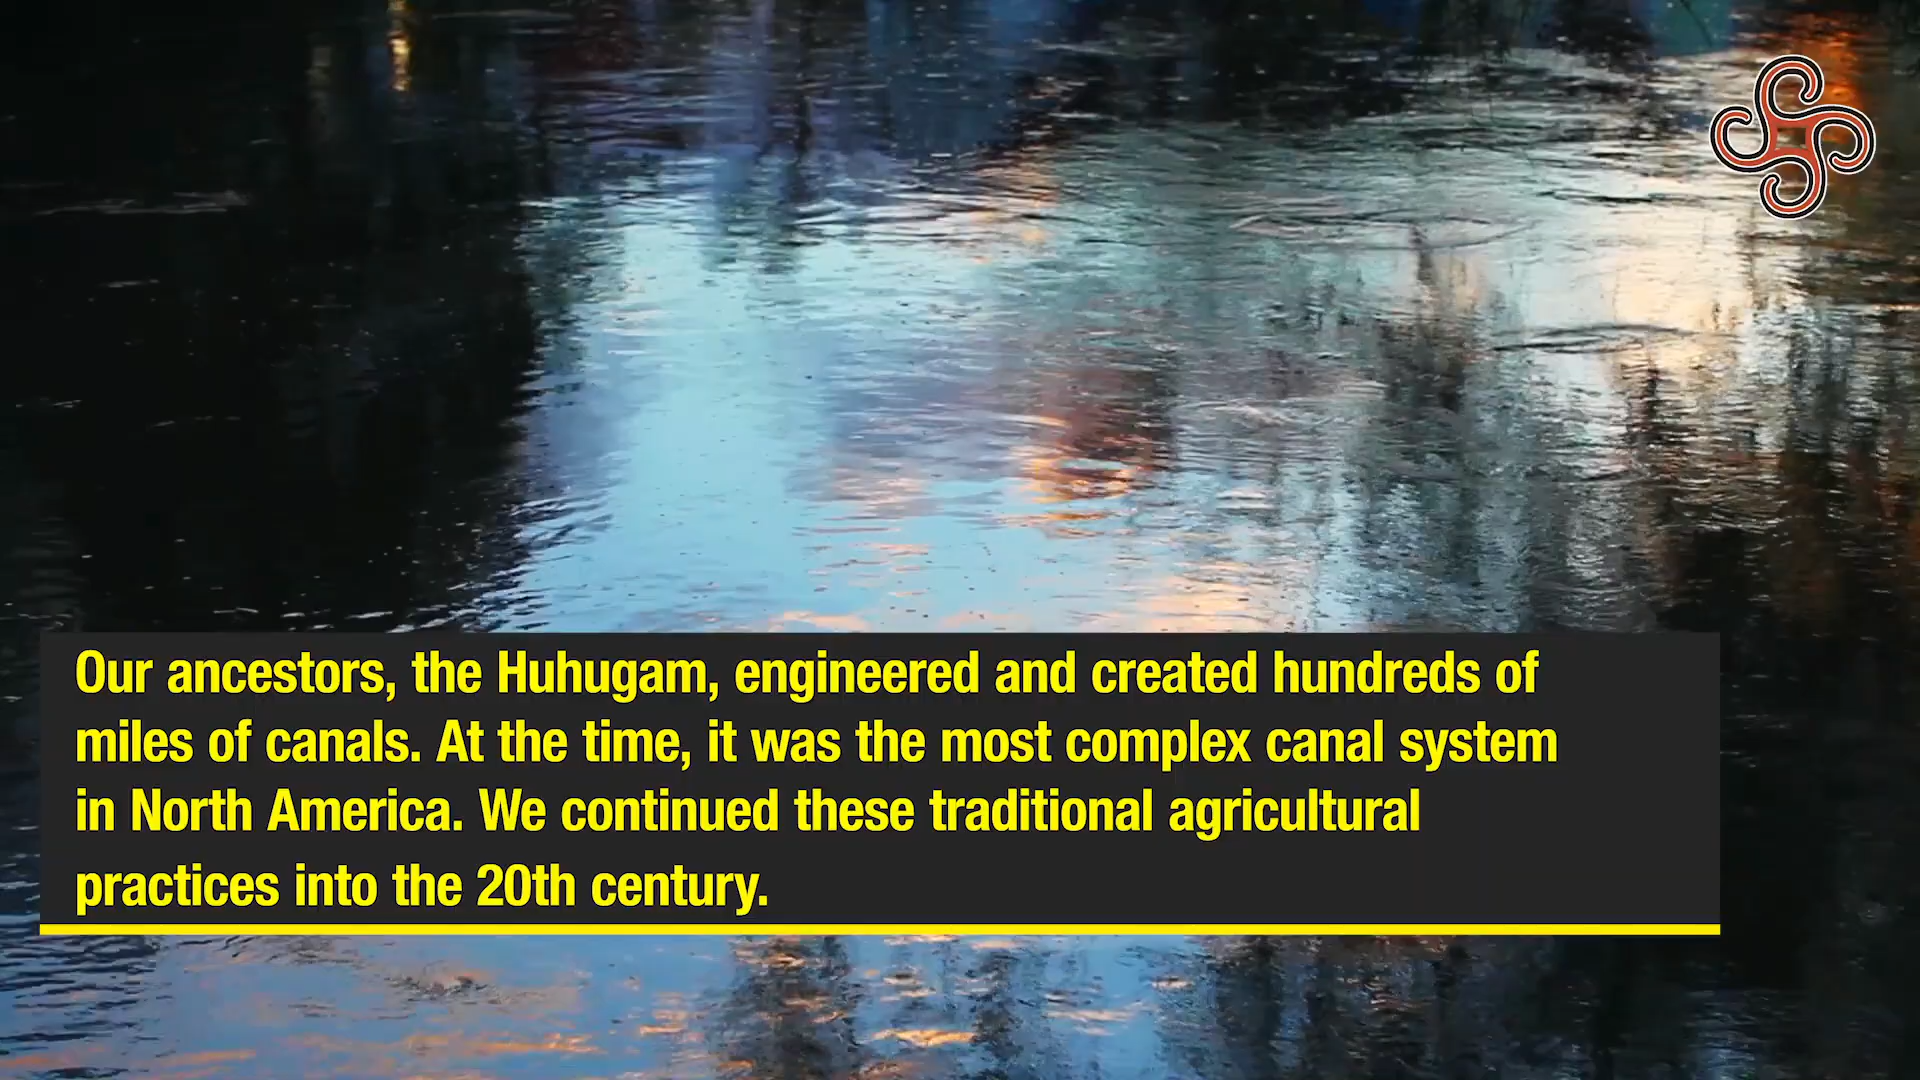 Our ancestors, the Huhugam, engineered and created hundreds of
miles of canals. At the time, it was the most complex canal system
in North America. We continued these traditional agricultural
practices into the 20th century.